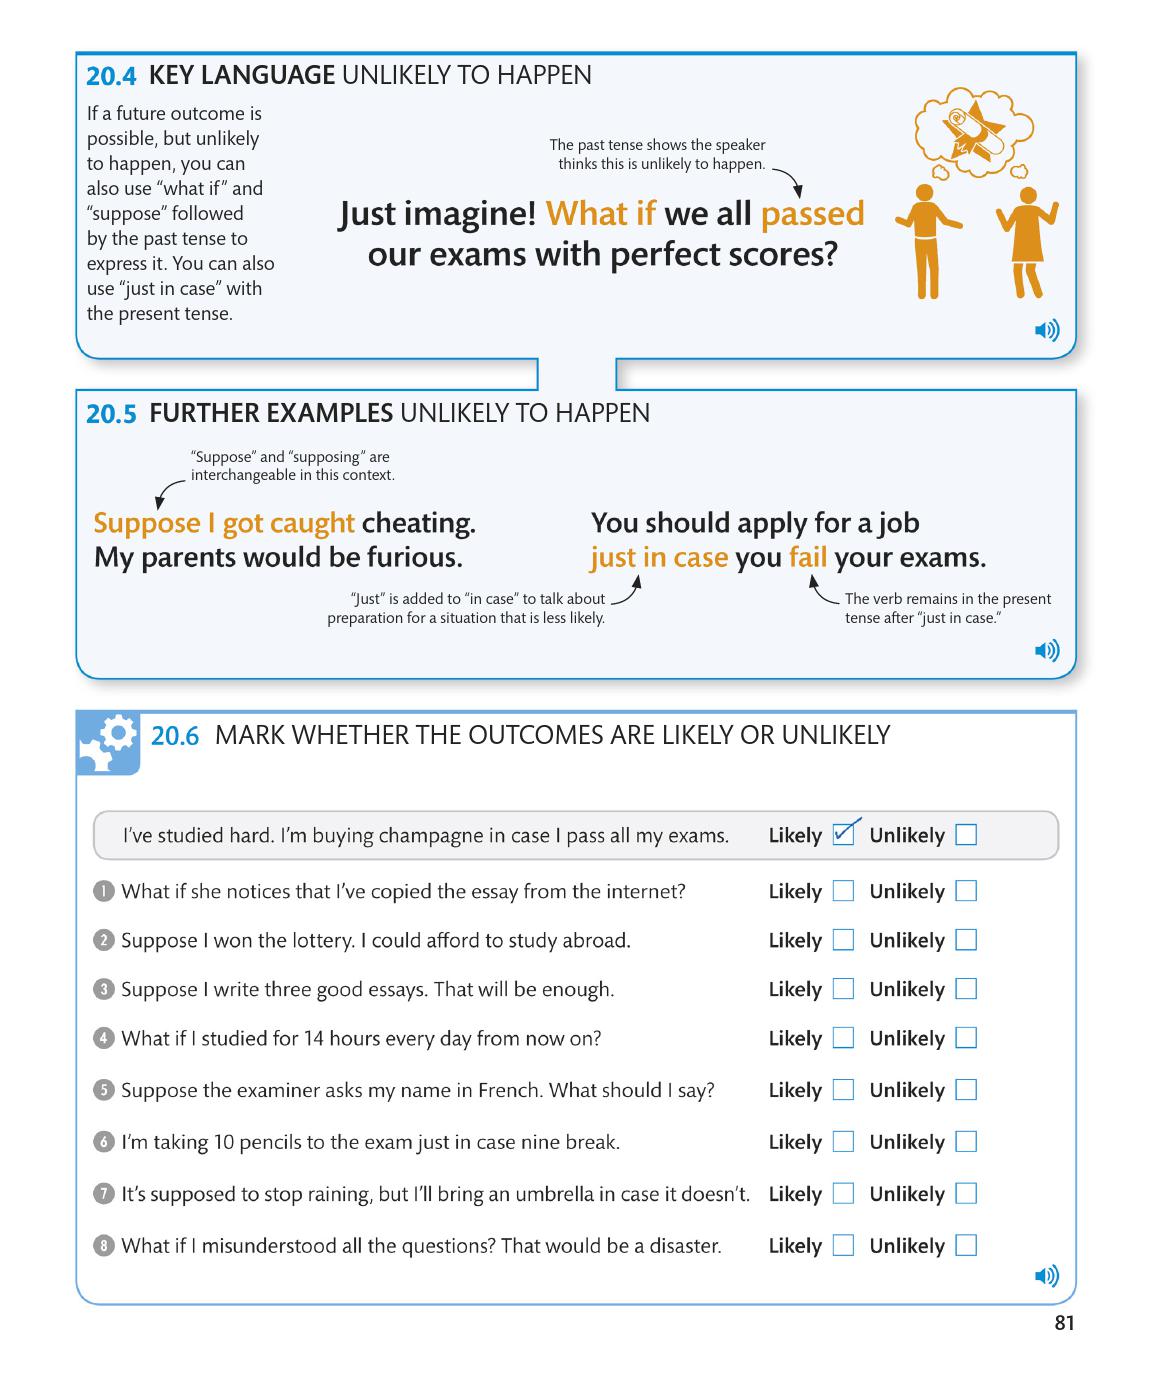 20.4 KEY LANGUAGE UNLIKELY TO HAPPEN
If a future outcome is
possible, but unlikely
to happen, you can
also use “what if” and
“suppose” followed
by the past tense to
express it. You can also
use “just in case” with
the present tense.
The past tense shows the speaker
thinks this is unlikely to happen.
Just imagine! What if we all passed
our exams with perfect scores?
20.5 FURTHER EXAMPLES UNLIKELY TO HAPPEN
“Suppose” and “supposing” are
interchangeable in this context.
Suppose I got caught cheating.
My parents would be furious.
You should apply for a job
just in case you fail your exams.
“Just” is added to “in case” to talk about
preparation for a situation that is less likely.
The verb remains in the present
tense after “just in case.”
20.6 MARK WHETHER THE OUTCOMES ARE LIKELY OR UNLIKELY
I’ve studied hard. I’m buying champagne in case I pass all my exams. Likely Unlikely
1 What if she notices that I’ve copied the essay from the internet? Likely Unlikely
2 Suppose I won the lottery. I could afford to study abroad. Likely Unlikely
3 Suppose I write three good essays. That will be enough. Likely Unlikely
4 What if I studied for 14 hours every day from now on? Likely Unlikely
5 Suppose the examiner asks my name in French. What should I say? Likely Unlikely
6 I’m taking 10 pencils to the exam just in case nine break. Likely Unlikely
7 It’s supposed to stop raining, but I’ll bring an umbrella in case it doesn’t. Likely Unlikely
8 What if I misunderstood all the questions? That would be a disaster. Likely Unlikely
81